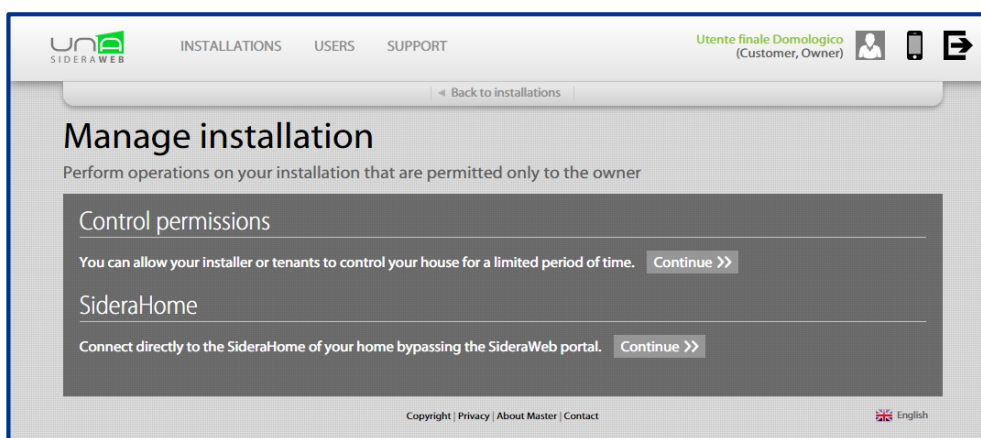 UNA
SIDERAWEB
INSTALLATIONS USERS SUPPORT
Utente finale Domologico
(Customer, Owner)
Back to installations
Manage installation
Perform operations on your installation that are permitted only to the owner
Control permissions
You can allow your installer or tenants to control your house for a limited period of time. Continue
SideraHome
Connect directly to the SideraHome of your home bypassing the SideraWeb portal. Continue
Copyright | Privacy | About Master | Contact
English